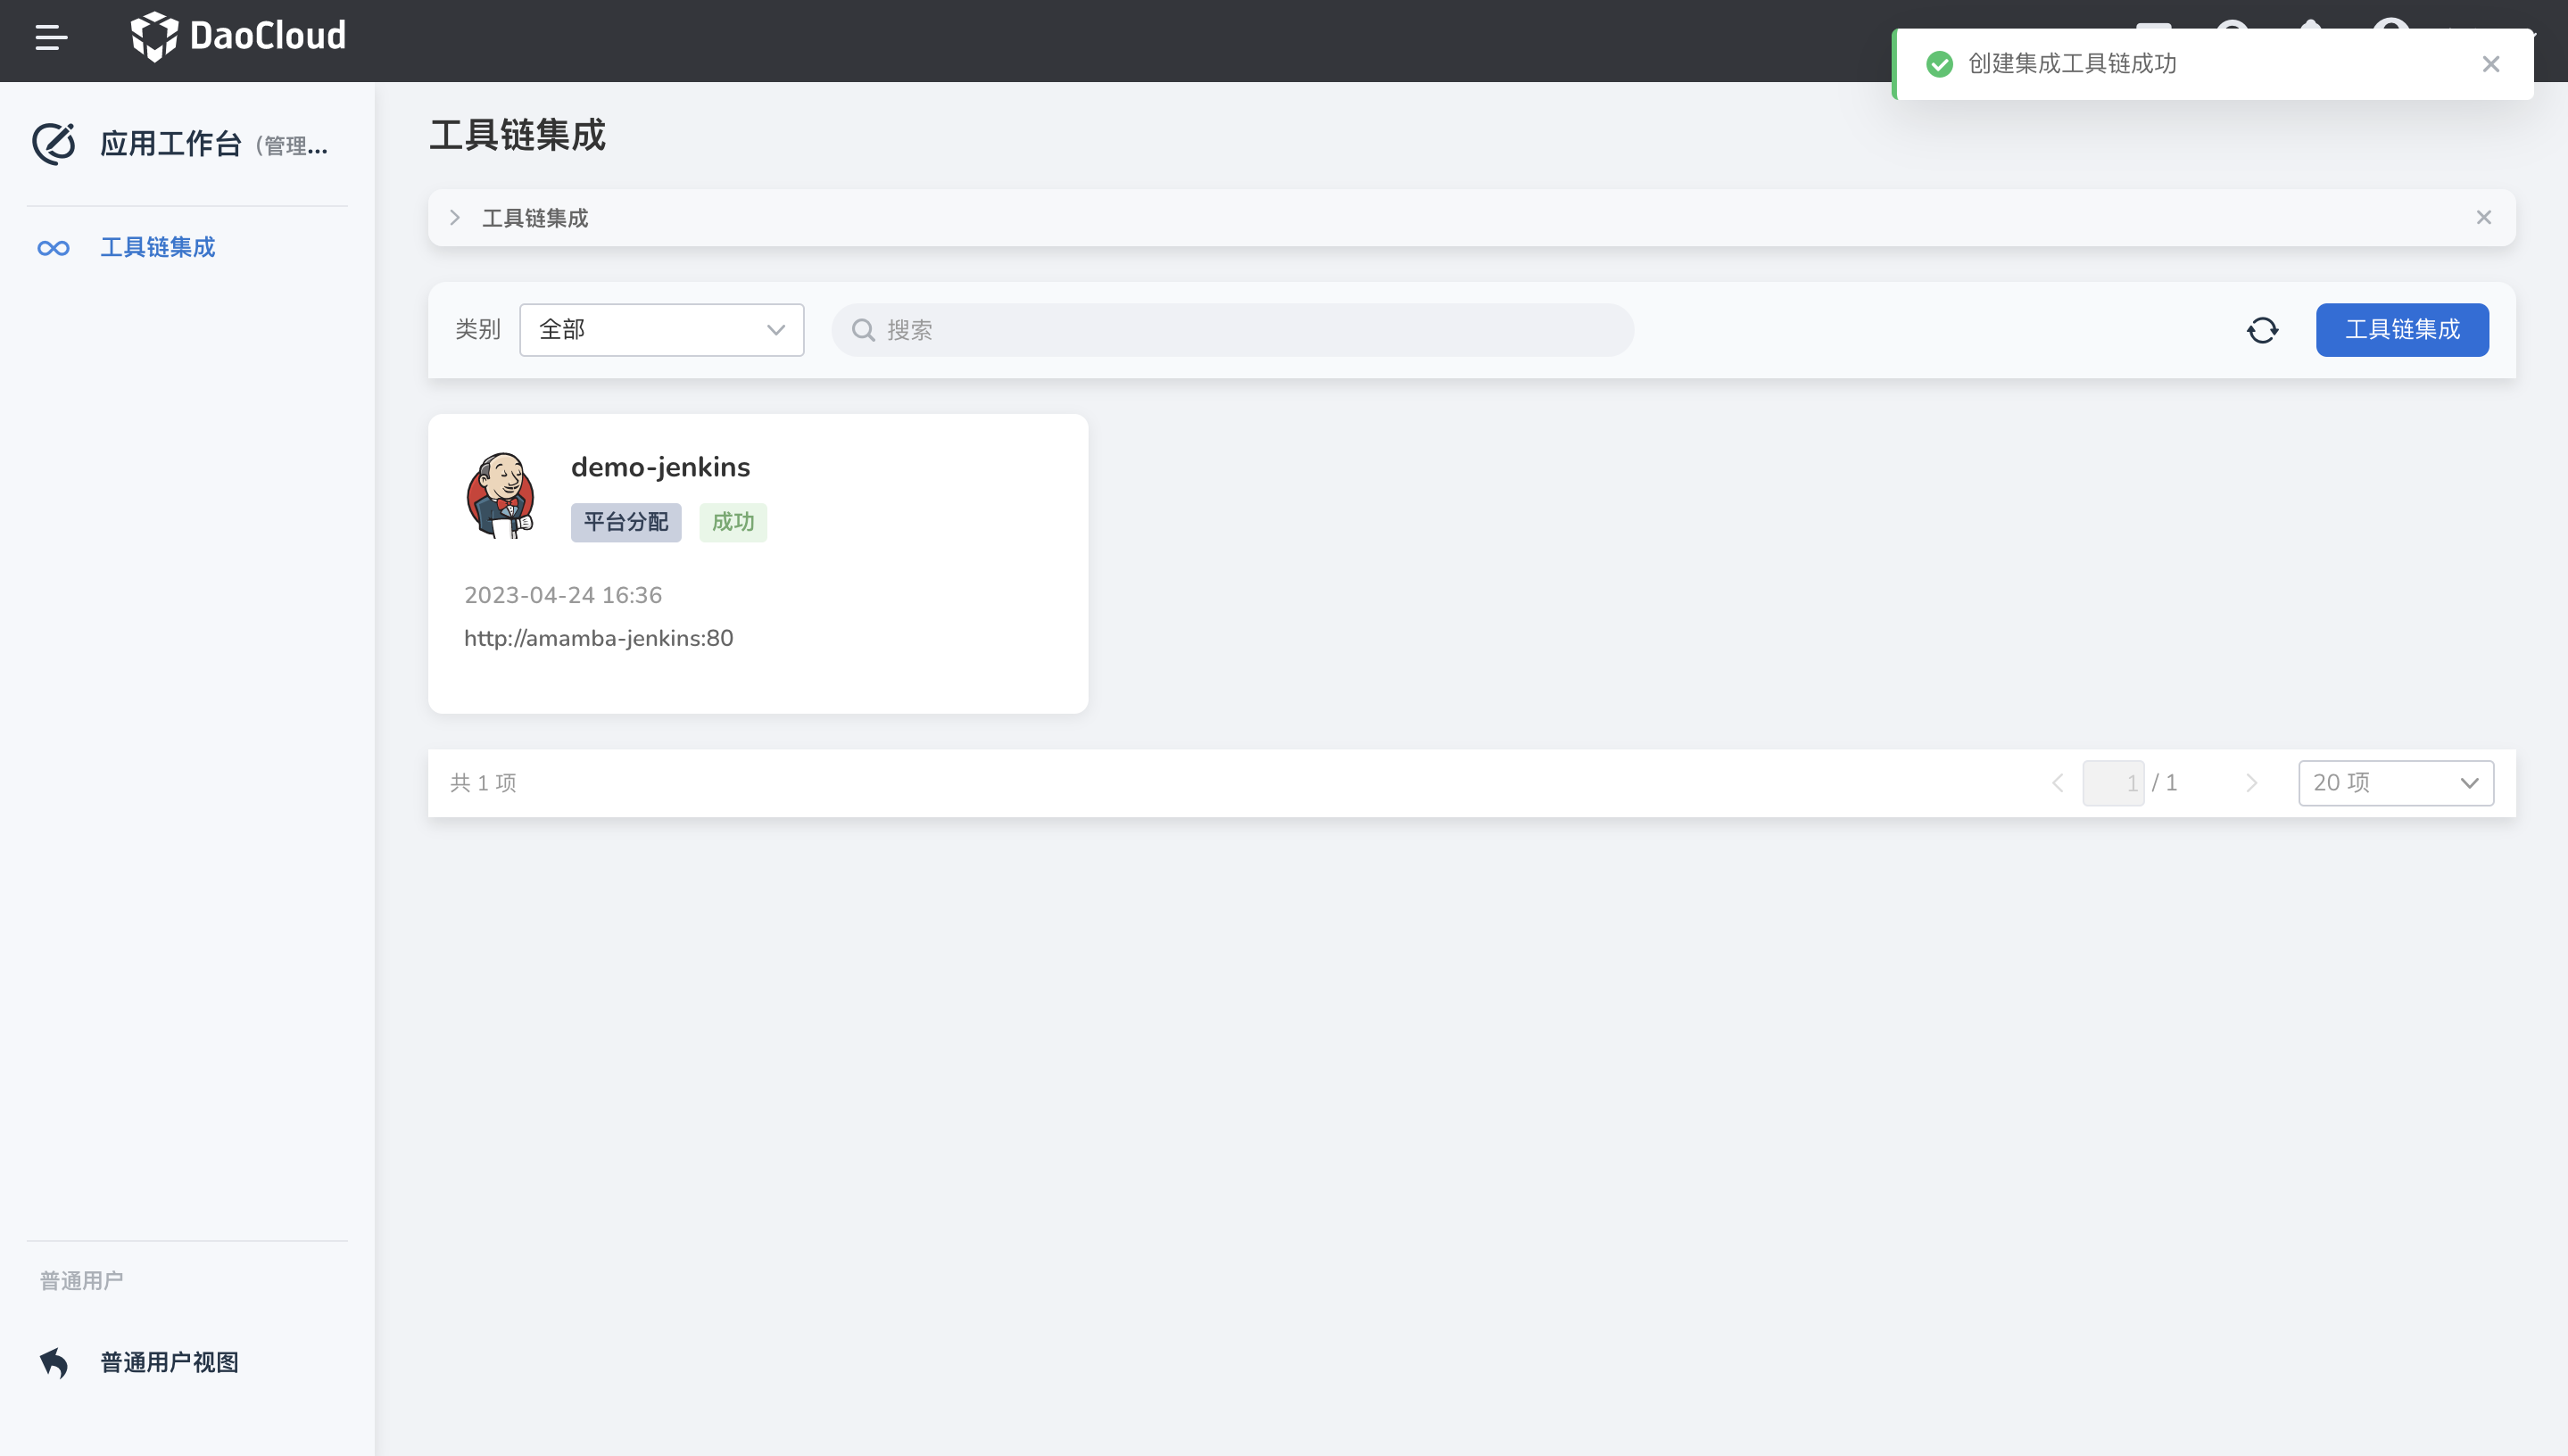 DaoCloud
创建集成工具链成功
应用工作台（管理...
工具链集成
工具链集成
工具链集成
类别
全部
搜索
工具链集成
demo-jenkins
平台分配
成功
2023-04-24 16:36
http://amamba-jenkins:80
共 1 项
1 / 1
20 项
普通用户
普通用户视图